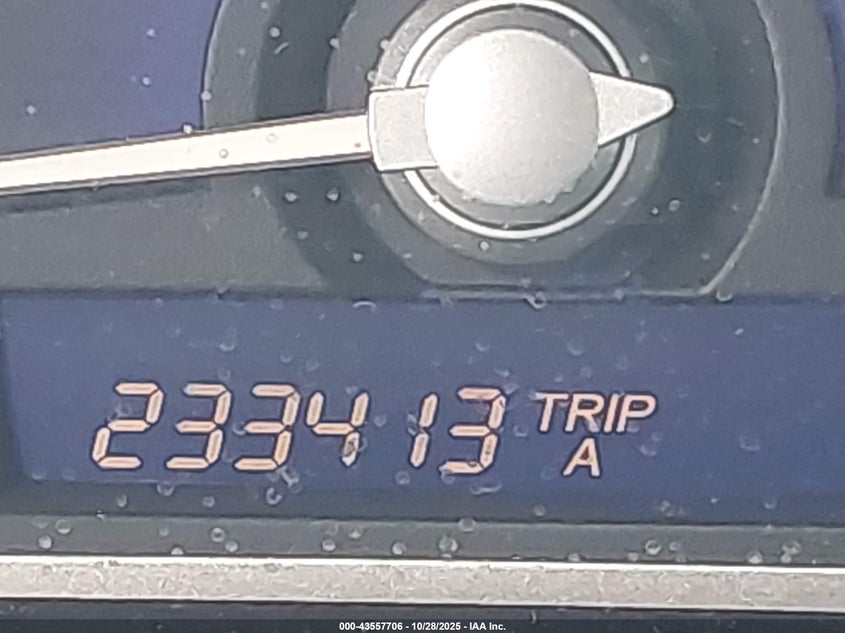 233413 TRIP
A
000-43557706 - 10/28/2025 - IAA Inc.